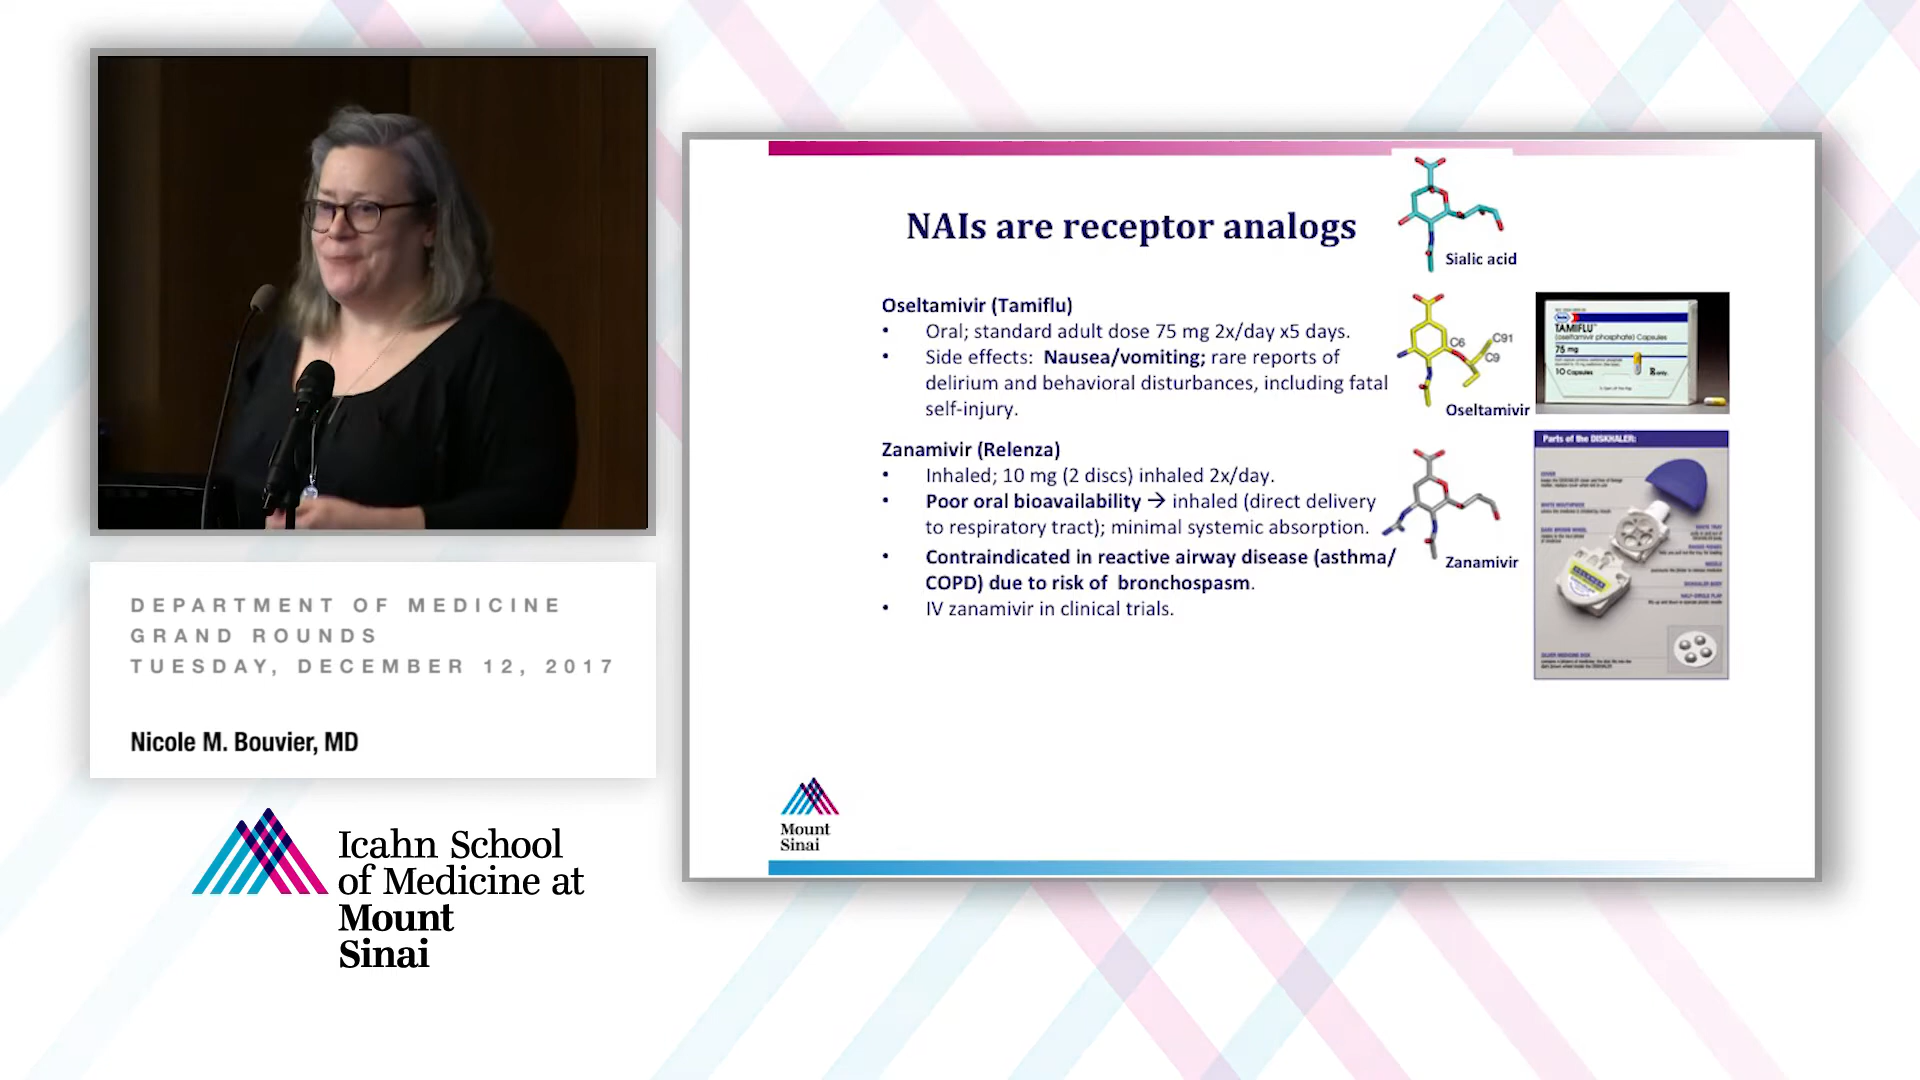 DEPARTMENT OF MEDICINE
GRAND ROUNDS
TUESDAY, DECEMBER 12, 2017
Nicole M. Bouvier, MD
Icahn School
of Medicine at
Mount
Sinai
NAIs are receptor analogs
Oseltamivir (Tamiflu)
• Oral; standard adult dose 75 mg 2x/day x5 days.
• Side effects: Nausea/vomiting; rare reports of
delirium and behavioral disturbances, including fatal
self-injury.
Zanamivir (Relenza)
• Inhaled; 10 mg (2 discs) inhaled 2x/day.
• Poor oral bioavailability → inhaled (direct delivery
to respiratory tract); minimal systemic absorption.
• Contraindicated in reactive airway disease (asthma/
COPD) due to risk of bronchospasm.
• IV zanamivir in clinical trials.
Sialic acid
C6
C91
C9
Oseltamivir
Zanamivir
Roche
TAMIFLU™
(oseltamivir phosphate) Capsules
75 mg
10 Capsules
Rx only.
Parts of the DISKHALER:
Mount
Sinai